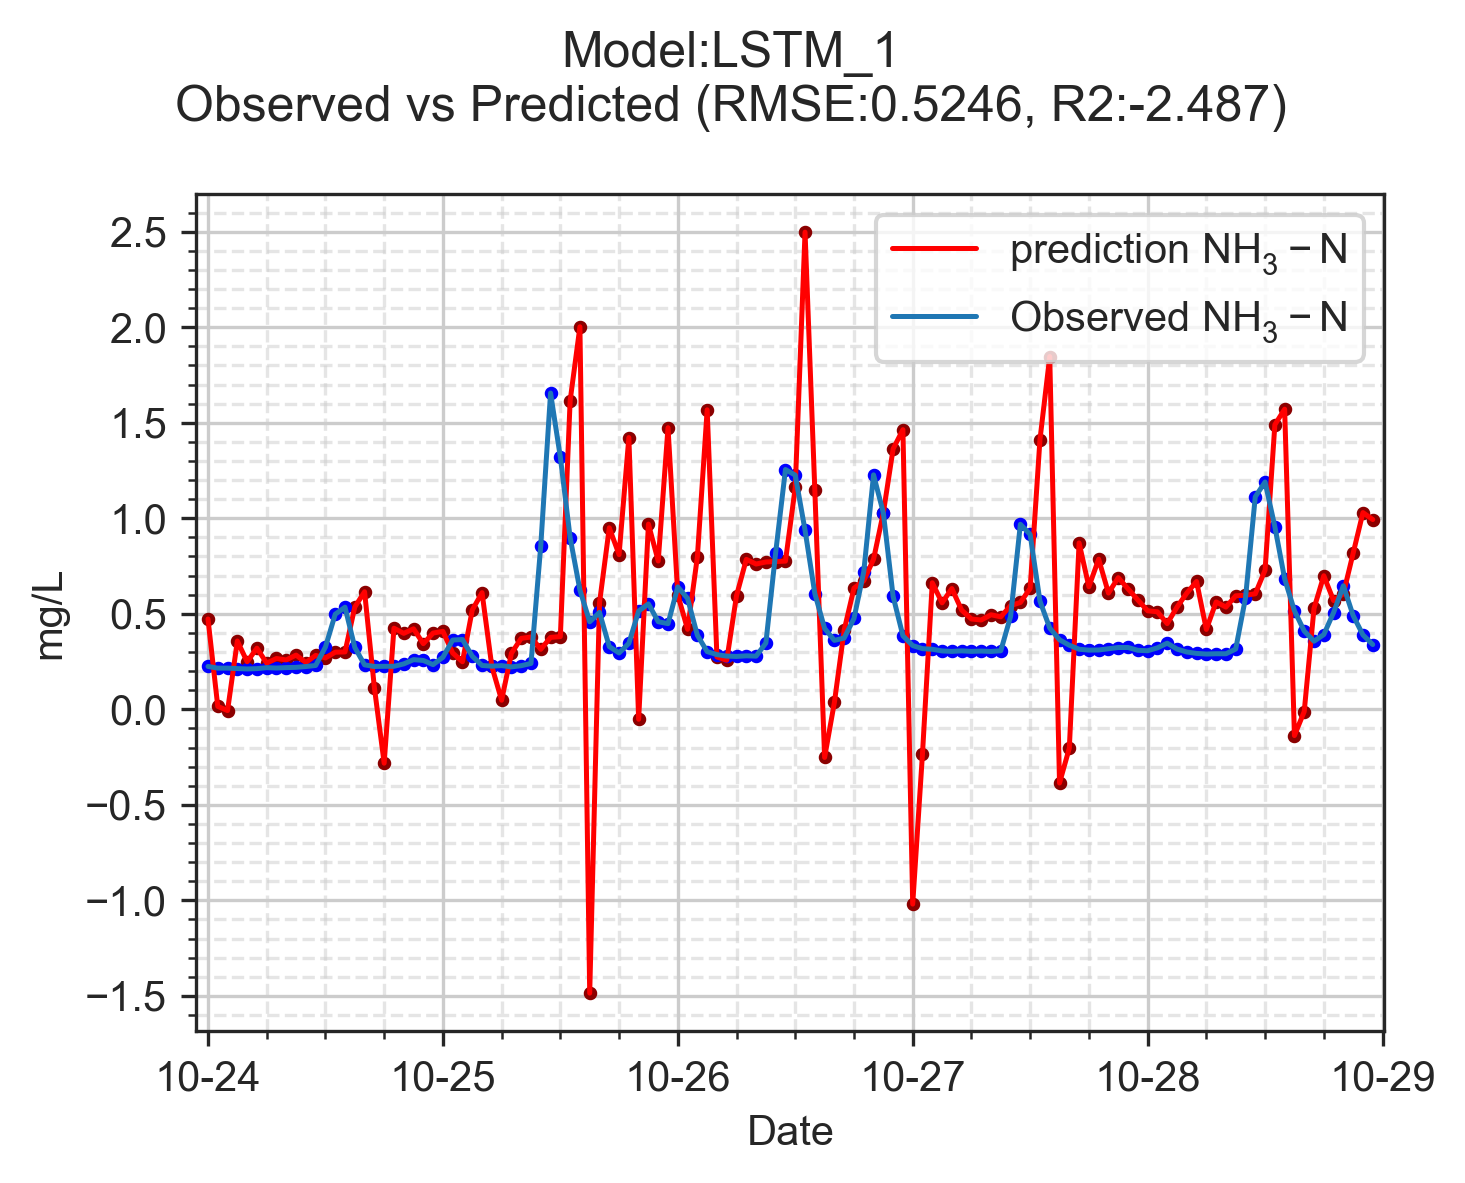 Model:LSTM_1
Observed vs Predicted (RMSE:0.5246, R2:-2.487)
prediction NH₃ − N
Observed NH₃ − N
2.5
2.0
1.5
1.0
0.5
0.0
−0.5
−1.0
−1.5
mg/L
10-24 10-25 10-26 10-27 10-28 10-29
Date